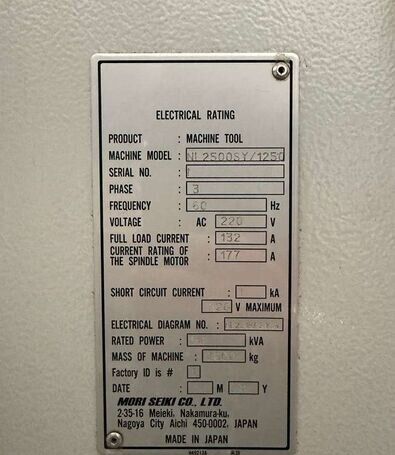 ELECTRICAL RATING
PRODUCT : MACHINE TOOL
MACHINE MODEL : NL2500SY/1250
SERIAL NO. :
PHASE : 3
FREQUENCY : 60 Hz
VOLTAGE : AC 220 V
FULL LOAD CURRENT : 132 A
CURRENT RATING OF
THE SPINDLE MOTOR : 177 A
SHORT CIRCUIT CURRENT : kA
V MAXIMUM
ELECTRICAL DIAGRAM NO. :
RATED POWER : kVA
MASS OF MACHINE : kg
Factory ID is #
DATE M Y
MORI SEIKI CO., LTD.
2-35-16 Meieki, Nakamura-ku,
Nagoya City Aichi 450-0002, JAPAN
MADE IN JAPAN